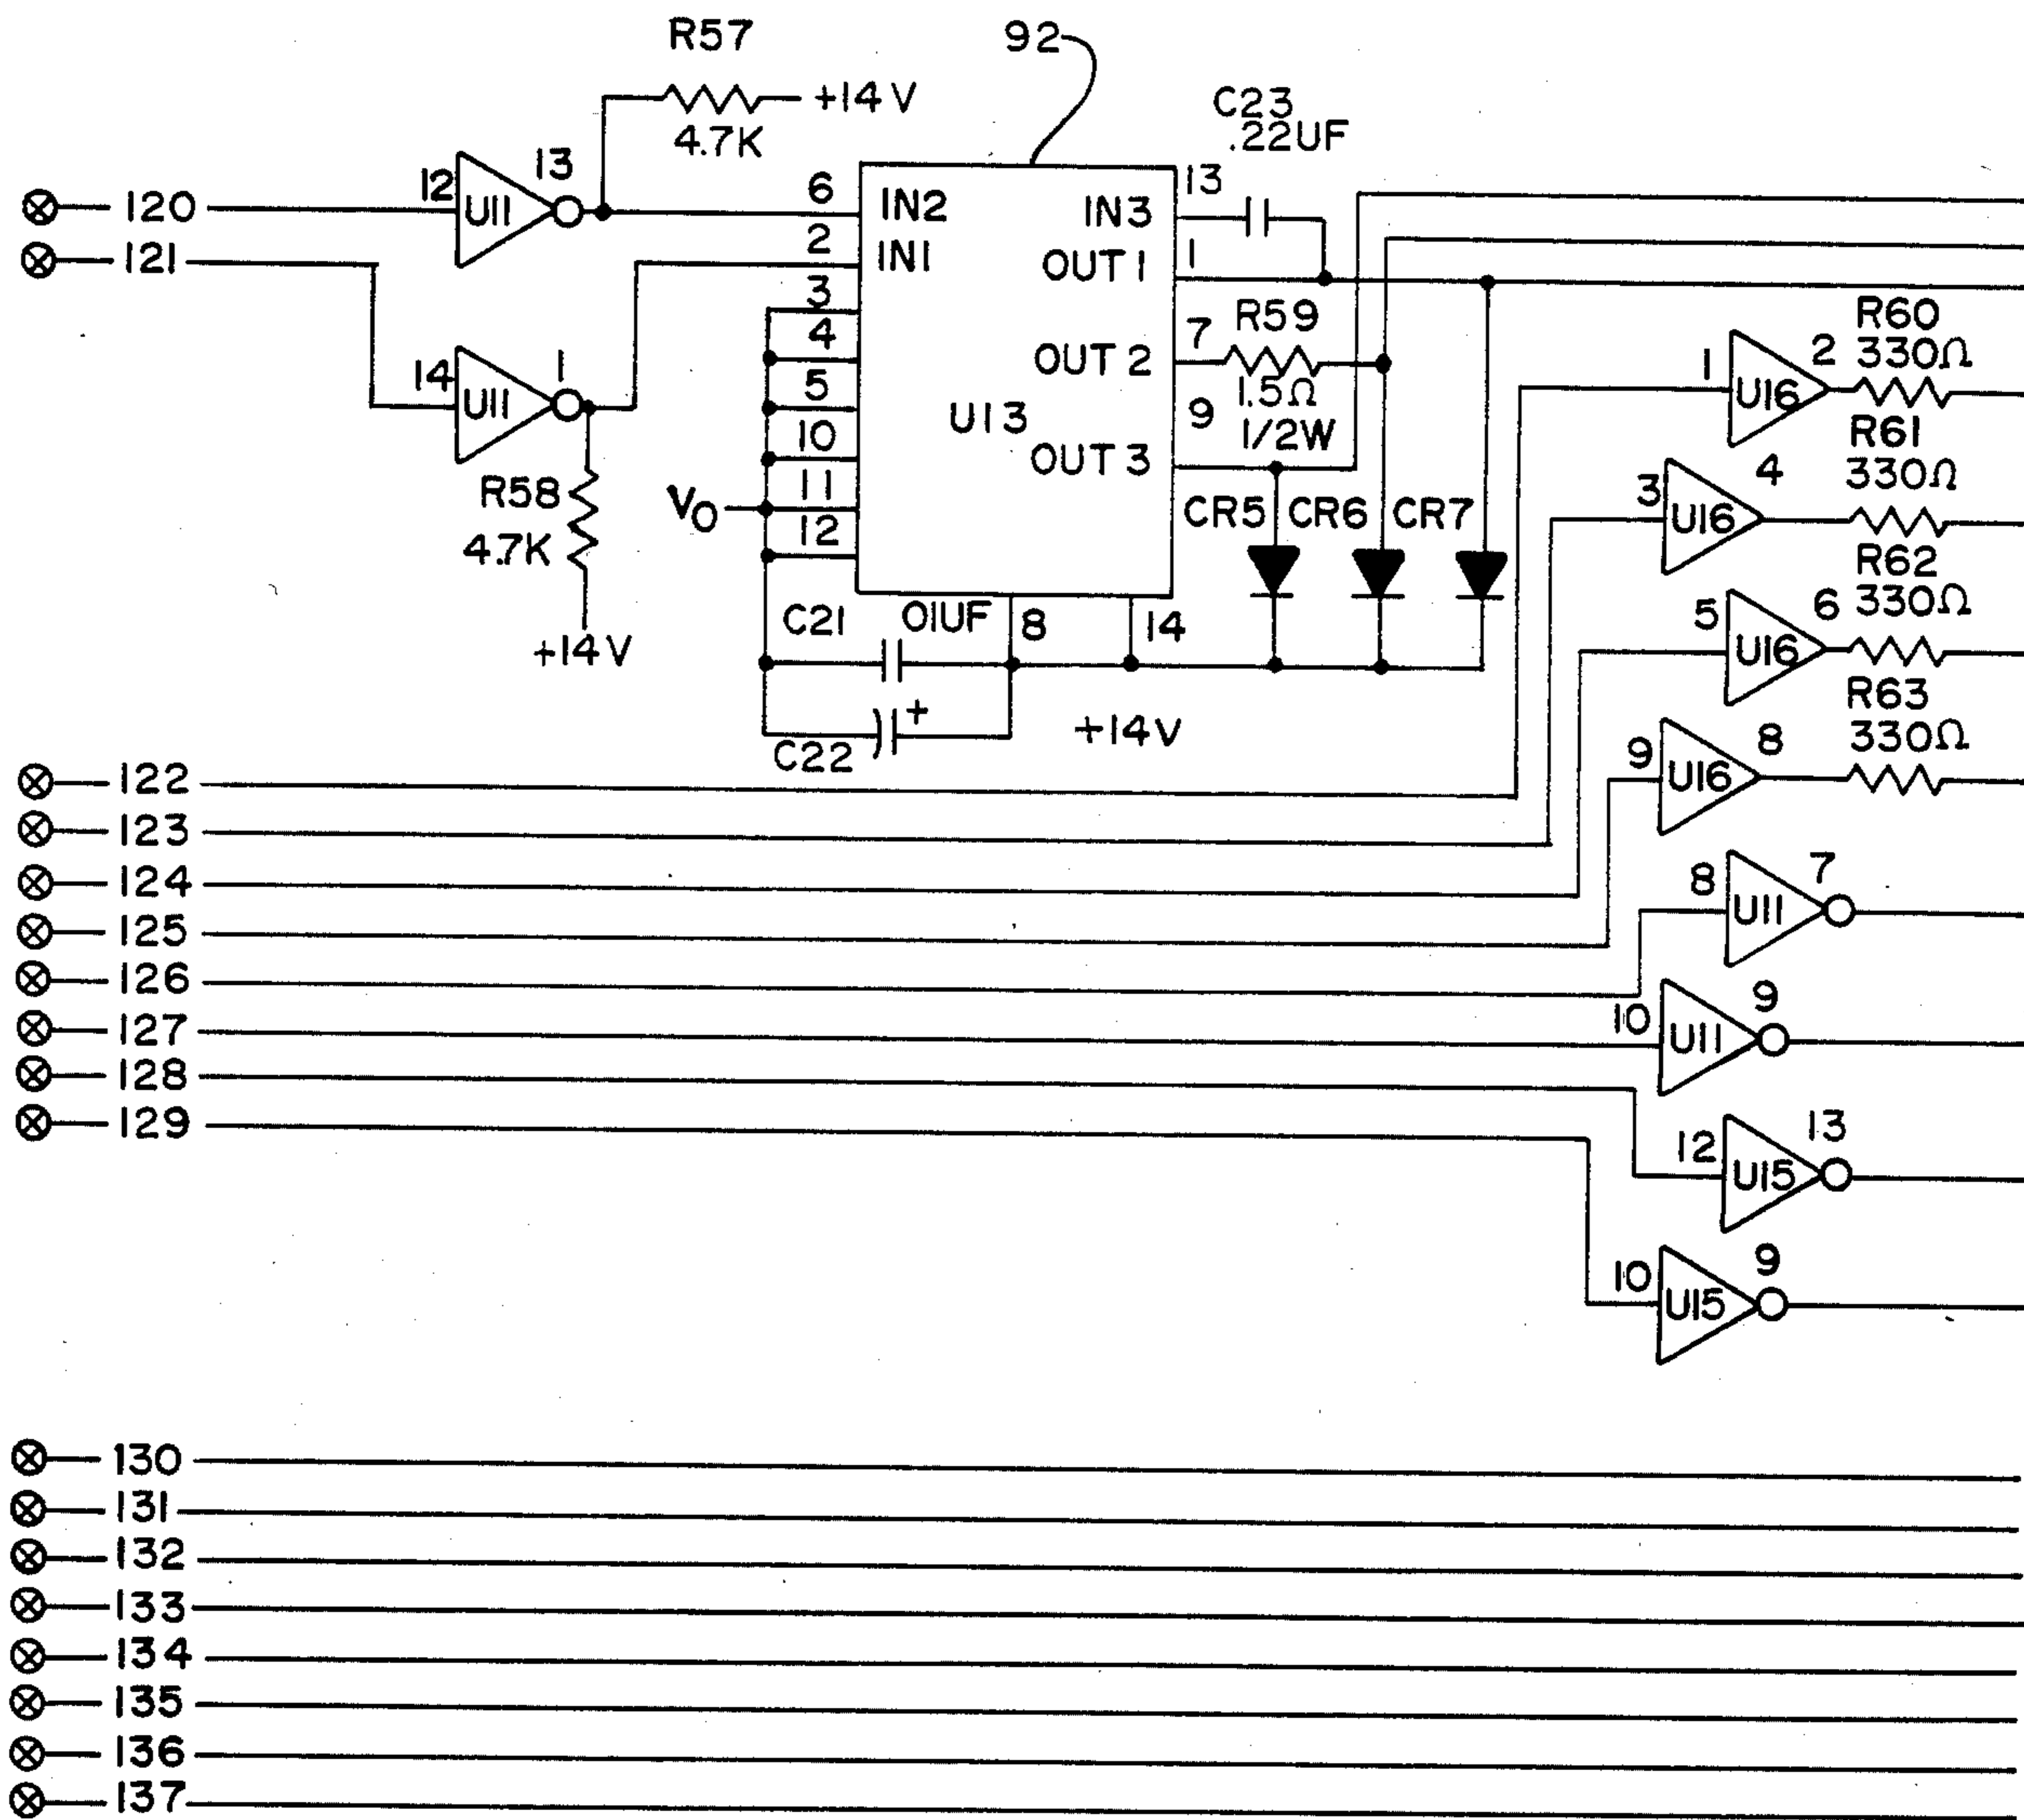 R57
92
+14V
4.7K
C23
.22UF
12
U11
13
120
121
6
IN2
2
IN1
3
4
5
10
11
12
IN3
13
OUT 1
1
OUT 2
7
R59
1.5Ω
1/2W
U13
OUT 3
9
14
U11
1
R58
4.7K
+14V
V0
CR5
CR6
CR7
C21
01UF
8
14
C22
+
+14V
1
U16
2
R60
330Ω
3
U16
4
R61
330Ω
5
U16
6
R62
330Ω
9
U16
8
R63
330Ω
122
123
124
125
126
127
128
129
8
U11
7
10
U11
9
12
U15
13
10
U15
9
130
131
132
133
134
135
136
137